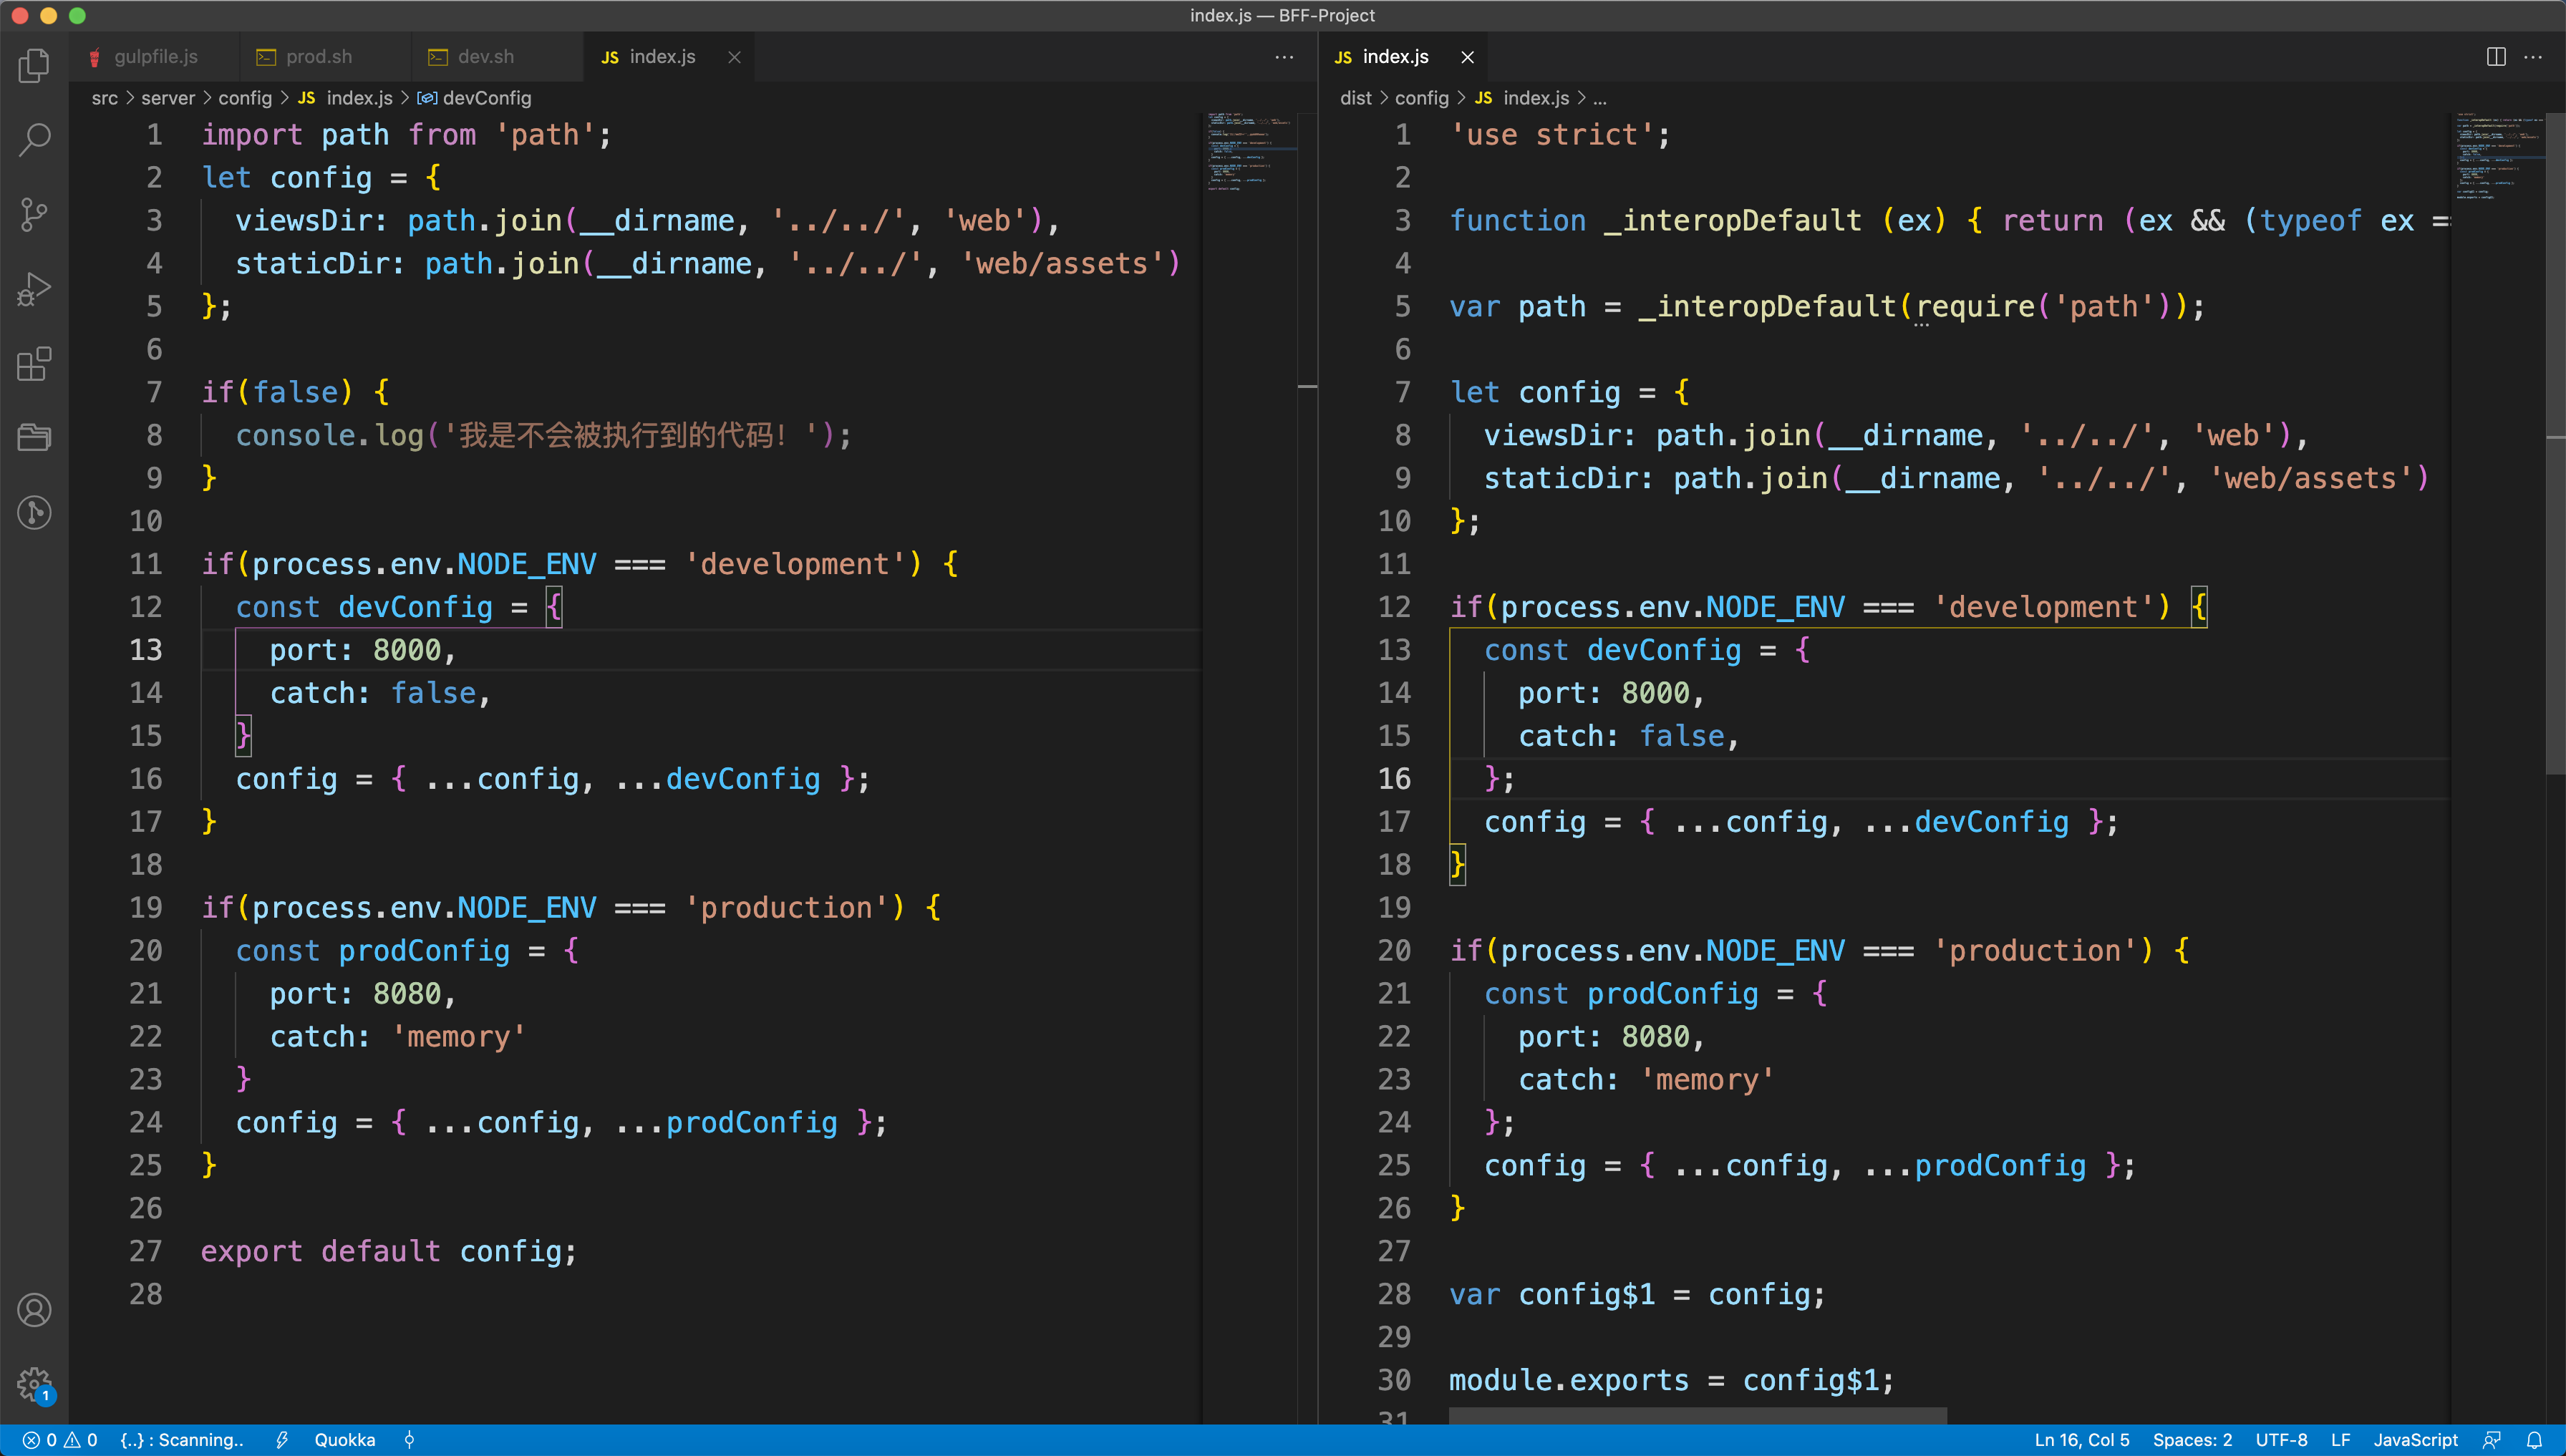 index.js — BFF-Project
gulpfile.js
prod.sh
dev.sh
JS index.js
src > server > config > JS index.js > devConfig
1 import path from 'path';
2 let config = {
3 viewsDir: path.join(__dirname, '../../', 'web'),
4 staticDir: path.join(__dirname, '../../', 'web/assets')
5 };
6
7 if(false) {
8 console.log('我是不会被执行到的代码！');
9 }
10
11 if(process.env.NODE_ENV === 'development') {
12 const devConfig = {
13 port: 8000,
14 catch: false,
15 }
16 config = { ...config, ...devConfig };
17 }
18
19 if(process.env.NODE_ENV === 'production') {
20 const prodConfig = {
21 port: 8080,
22 catch: 'memory'
23 }
24 config = { ...config, ...prodConfig };
25 }
26
27 export default config;
28
JS index.js
dist > config > JS index.js > ...
1 'use strict';
2
3 function _interopDefault (ex) { return (ex && (typeof ex ==
4
5 var path = _interopDefault(require('path'));
6
7 let config = {
8 viewsDir: path.join(__dirname, '../../', 'web'),
9 staticDir: path.join(__dirname, '../../', 'web/assets')
10 };
11
12 if(process.env.NODE_ENV === 'development') {
13 const devConfig = {
14 port: 8000,
15 catch: false,
16 };
17 config = { ...config, ...devConfig };
18 }
19
20 if(process.env.NODE_ENV === 'production') {
21 const prodConfig = {
22 port: 8080,
23 catch: 'memory'
24 };
25 config = { ...config, ...prodConfig };
26 }
27
28 var config$1 = config;
29
30 module.exports = config$1;
31
1
0 0 {..} : Scanning.. Quokka
Ln 16, Col 5 Spaces: 2 UTF-8 LF JavaScript